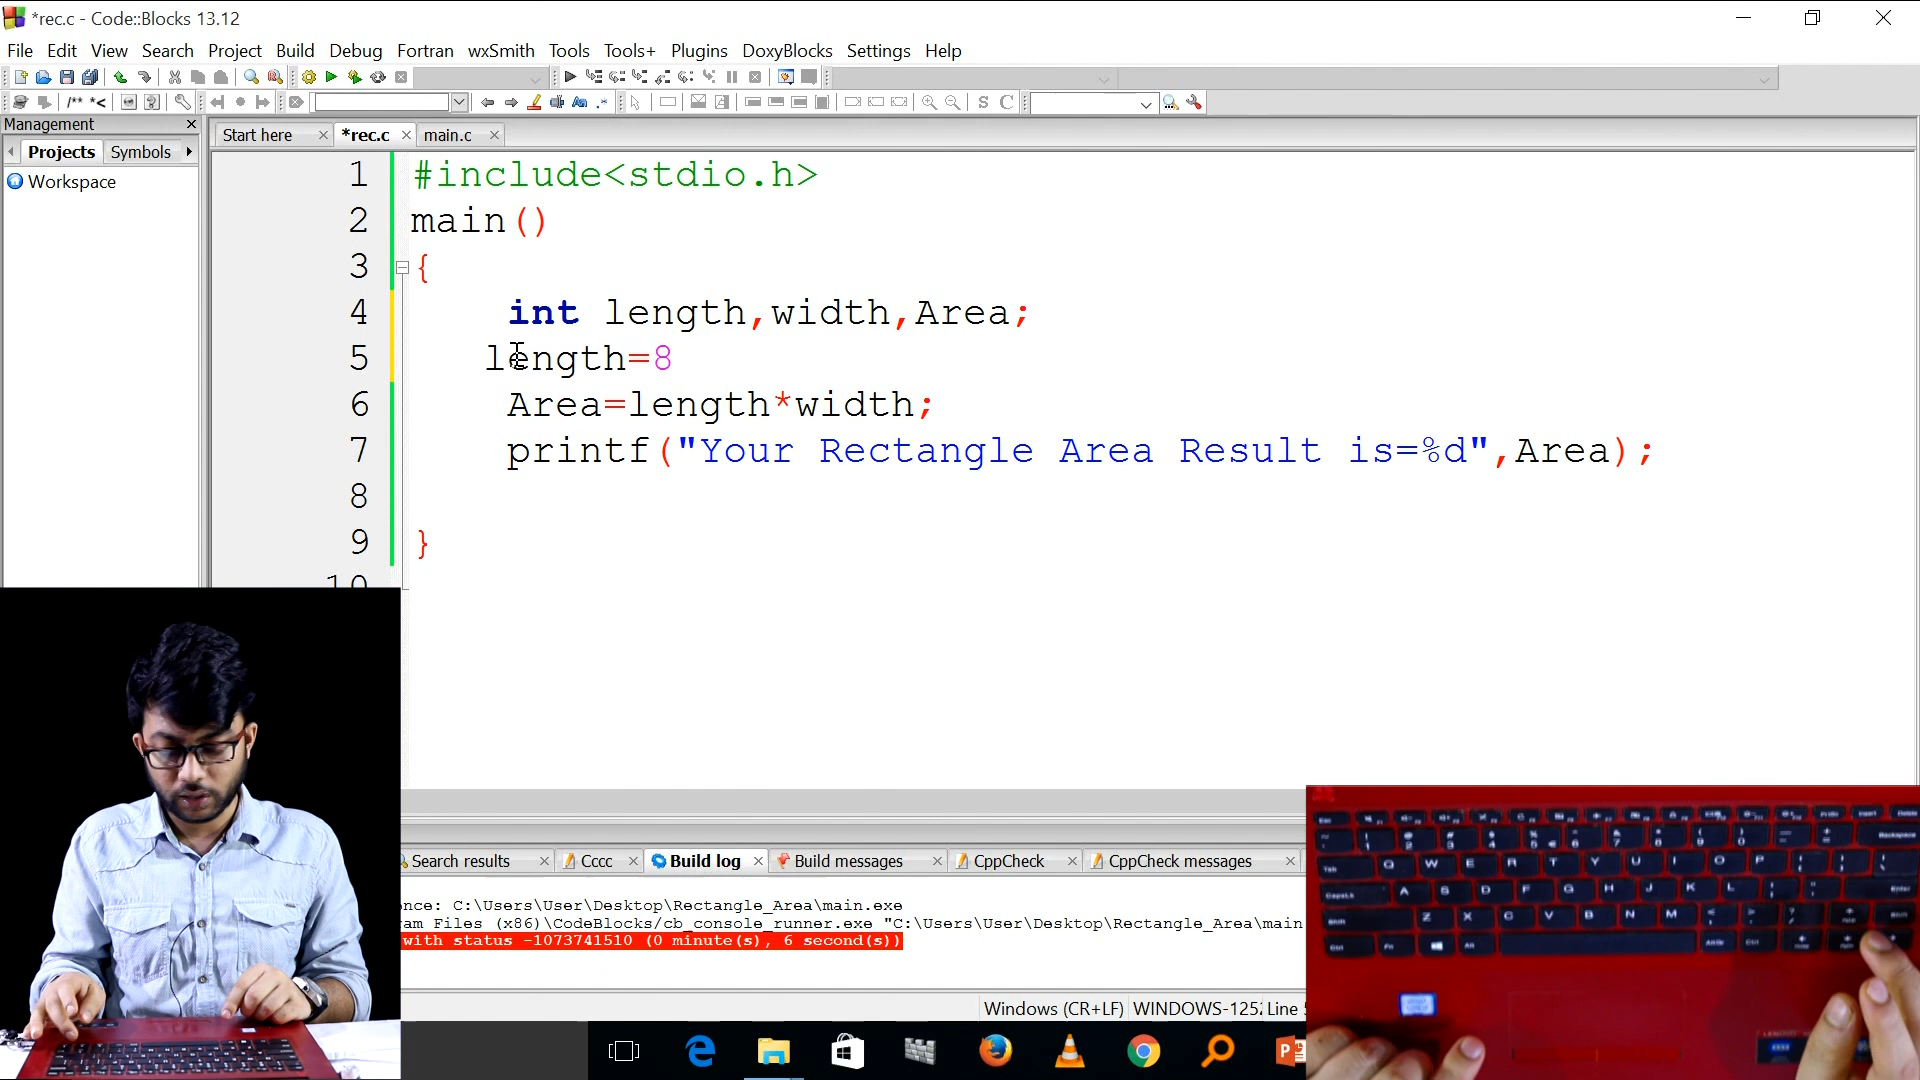 *rec.c - Code::Blocks 13.12
File Edit View Search Project Build Debug Fortran wxSmith Tools Tools+ Plugins DoxyBlocks Settings Help
Management
Start here *rec.c main.c
Projects Symbols
Workspace
1 #include<stdio.h>
2 main()
3 {
4 int length,width,Area;
5 length=8
6 Area=length*width;
7 printf("Your Rectangle Area Result is=%d",Area);
8
9 }
10
Search results Cccc Build log Build messages CppCheck CppCheck messages
once: C:\Users\User\Desktop\Rectangle_Area\main.exe
ram Files (x86)\CodeBlocks/cb_console_runner.exe "C:\Users\User\Desktop\Rectangle_Area\main
with status -1073741510 (0 minute(s), 6 second(s))
Windows (CR+LF) WINDOWS-1252 Line
Q W E R T Y U I O P
A S D F G H J K L
Z X C V B N M